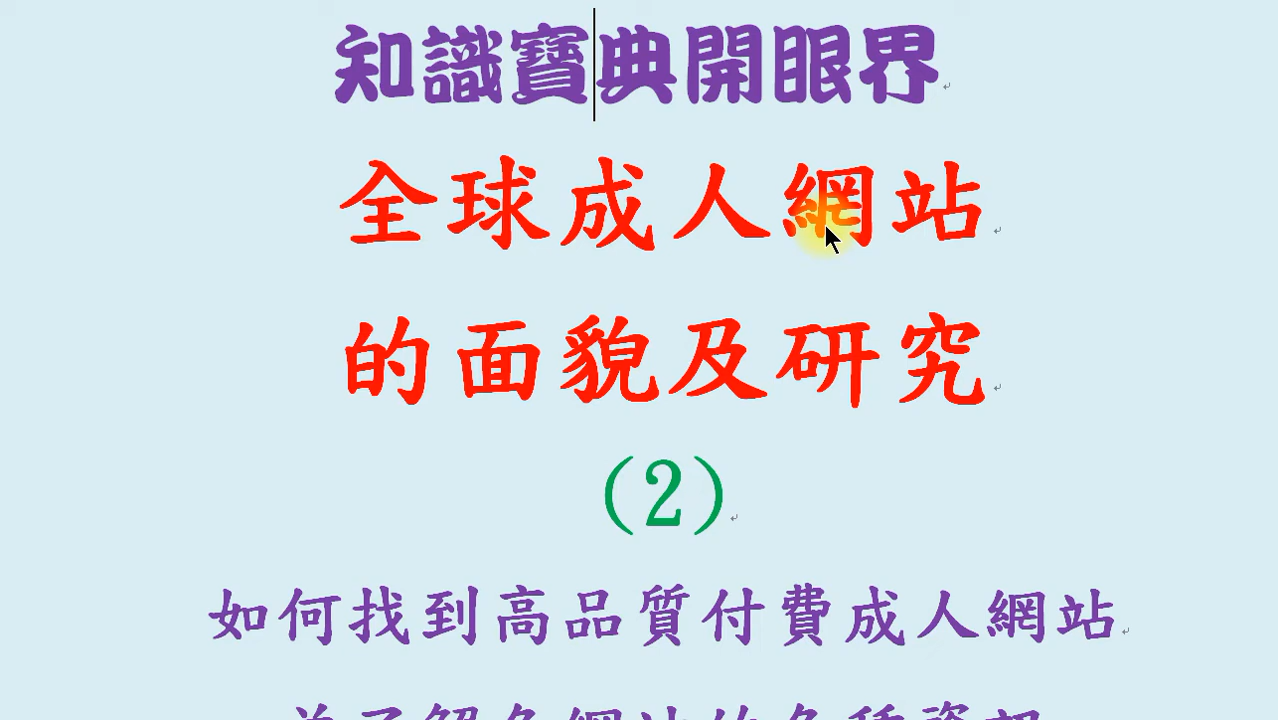 知識寶典開眼界
全球成人網站
的面貌及研究
(2)
如何找到高品質付費成人網站